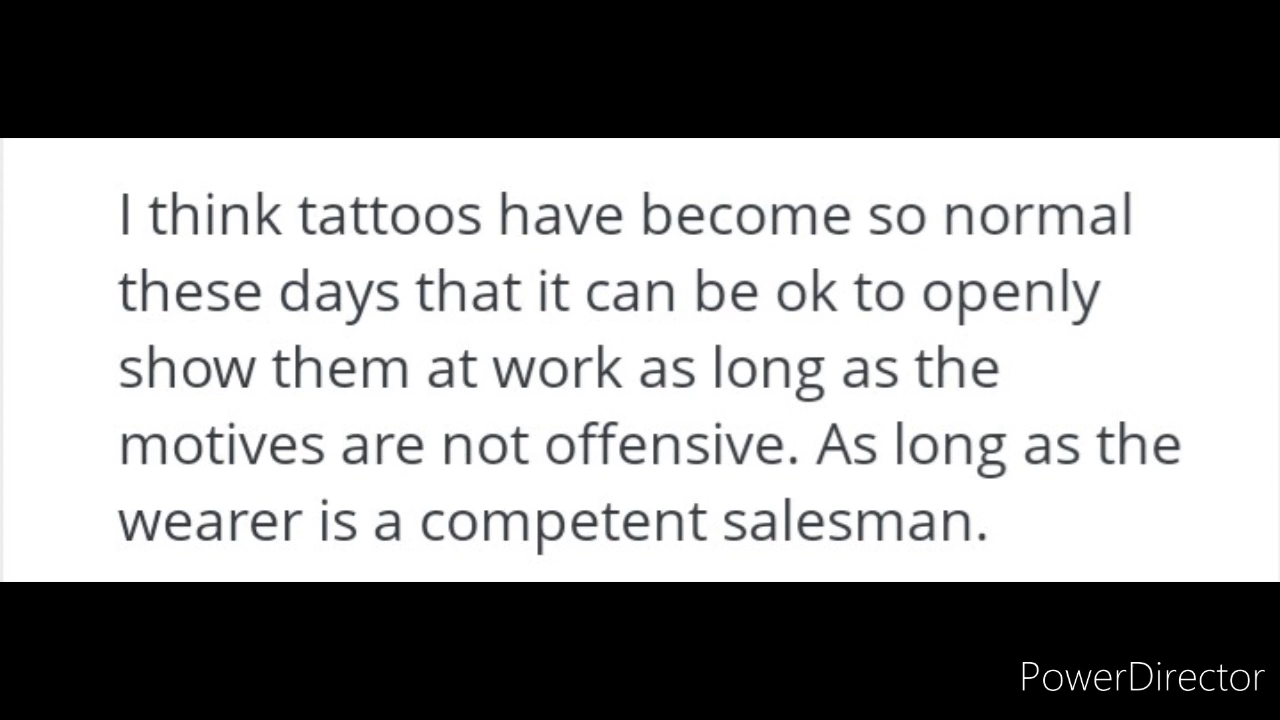 I think tattoos have become so normal
these days that it can be ok to openly
show them at work as long as the
motives are not offensive. As long as the
wearer is a competent salesman.
PowerDirector